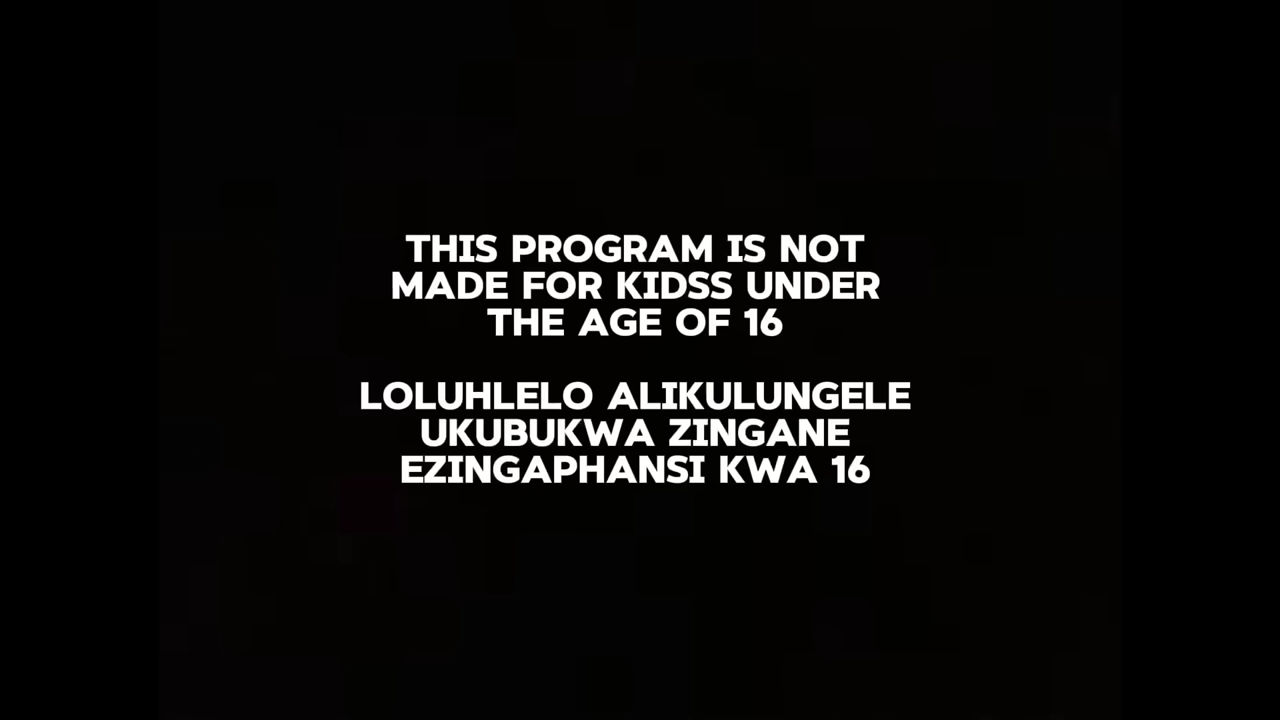 THIS PROGRAM IS NOT
MADE FOR KIDSS UNDER
THE AGE OF 16
LOLUHLELO ALIKULUNGELE
UKUBUKWA ZINGANE
EZINGAPHANSI KWA 16